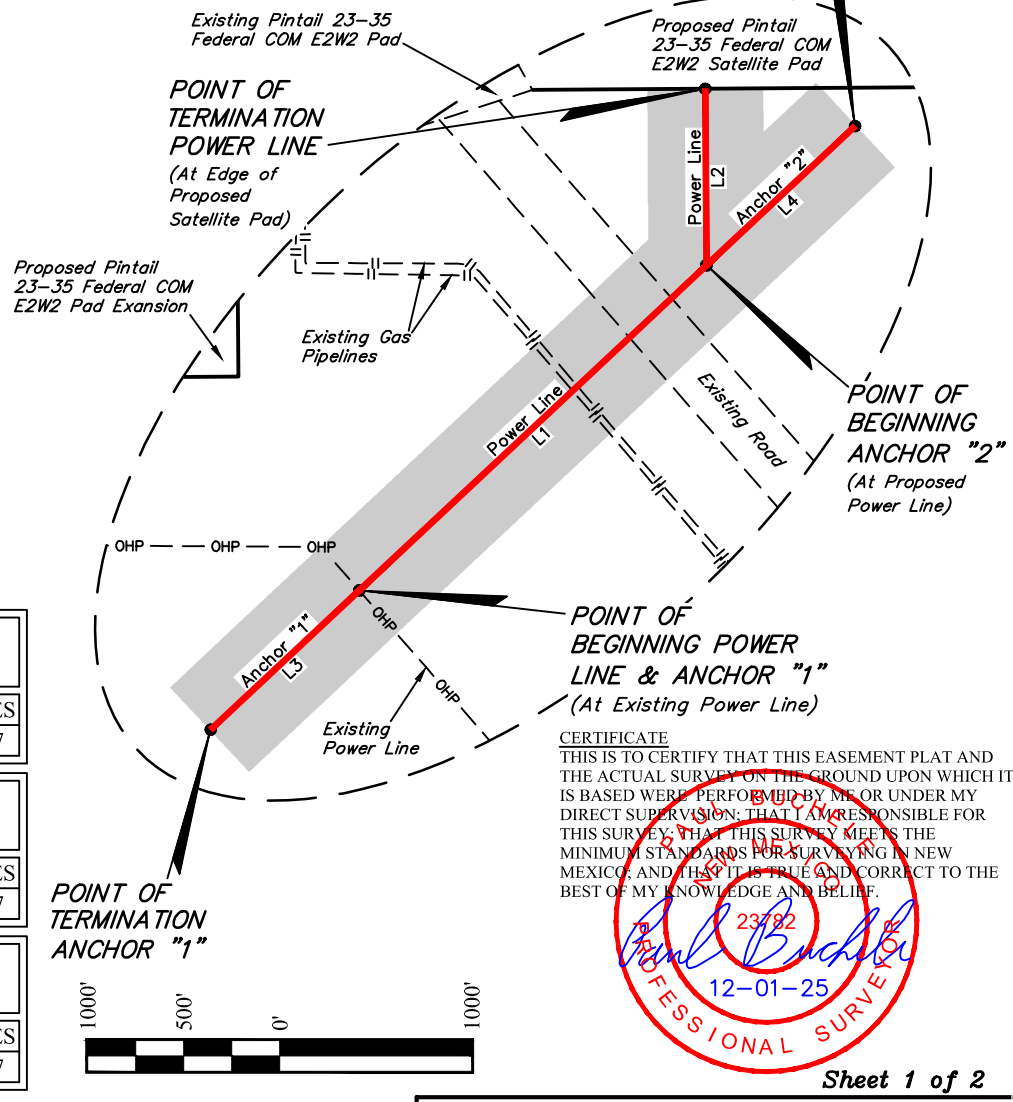 Existing Pintail 23-35
Federal COM E2W2 Pad
Proposed Pintail
23-35 Federal COM
E2W2 Satellite Pad
POINT OF
TERMINATION
POWER LINE
(At Edge of
Proposed
Satellite Pad)
Power Line
L2
Anchor "2"
L4
Proposed Pintail
23-35 Federal COM
E2W2 Pad Expansion
Existing Gas
Pipelines
Power Line
L1
Existing Road
POINT OF
BEGINNING
ANCHOR "2"
(At Proposed
Power Line)
OHP
OHP
OHP
OHP
OHP
Anchor "1"
L3
Existing
Power Line
POINT OF
BEGINNING POWER
LINE & ANCHOR "1"
(At Existing Power Line)
POINT OF
TERMINATION
ANCHOR "1"
CERTIFICATE
THIS IS TO CERTIFY THAT THIS EASEMENT PLAT AND
THE ACTUAL SURVEY ON THE GROUND UPON WHICH IT
IS BASED WERE PERFORMED BY ME OR UNDER MY
DIRECT SUPERVISION; THAT I AM RESPONSIBLE FOR
THIS SURVEY; THAT THIS SURVEY MEETS THE
MINIMUM STANDARDS FOR SURVEYING IN NEW
MEXICO; AND THAT IT IS TRUE AND CORRECT TO THE
BEST OF MY KNOWLEDGE AND BELIEF.
PAUL BUCHELE
NEW MEXICO
23782
Paul Buchele
12-01-25
PROFESSIONAL SURVEYOR
1000'
500'
0'
1000'
Sheet 1 of 2